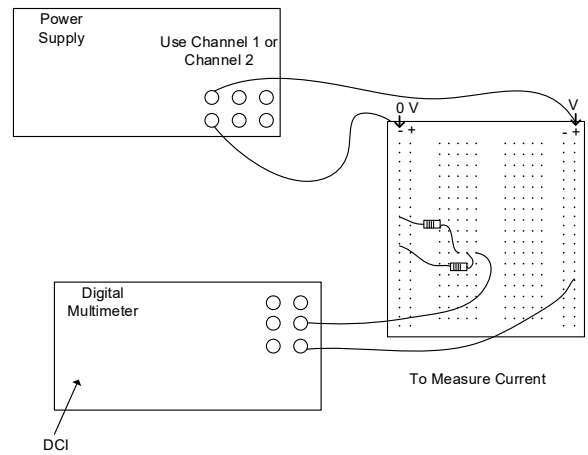 Power
Supply
Use Channel 1 or
Channel 2
0 V
V
- +
- +
Digital
Multimeter
To Measure Current
DCI